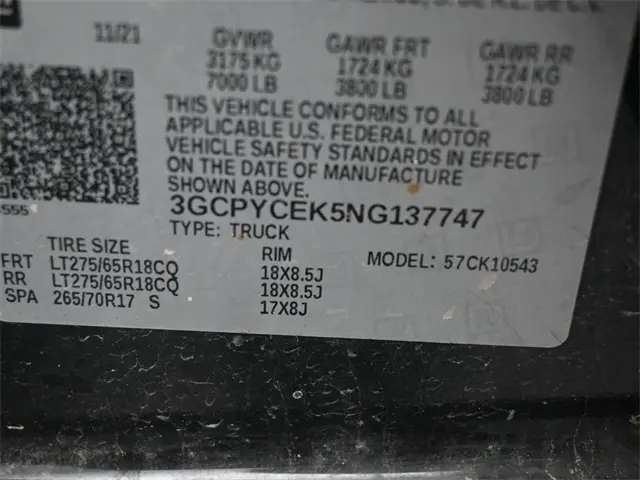 11/21 GVWR GAWR FRT GAWR RR
3175 KG 1724 KG 1724 KG
7000 LB 3800 LB 3800 LB
THIS VEHICLE CONFORMS TO ALL
APPLICABLE U.S. FEDERAL MOTOR
VEHICLE SAFETY STANDARDS IN EFFECT
ON THE DATE OF MANUFACTURE
SHOWN ABOVE.
3GCPYCEK5NG137747
TYPE: TRUCK
MODEL: 57CK10543
TIRE SIZE RIM
FRT LT275/65R18CQ 18X8.5J
RR LT275/65R18CQ 18X8.5J
SPA 265/70R17 S 17X8J